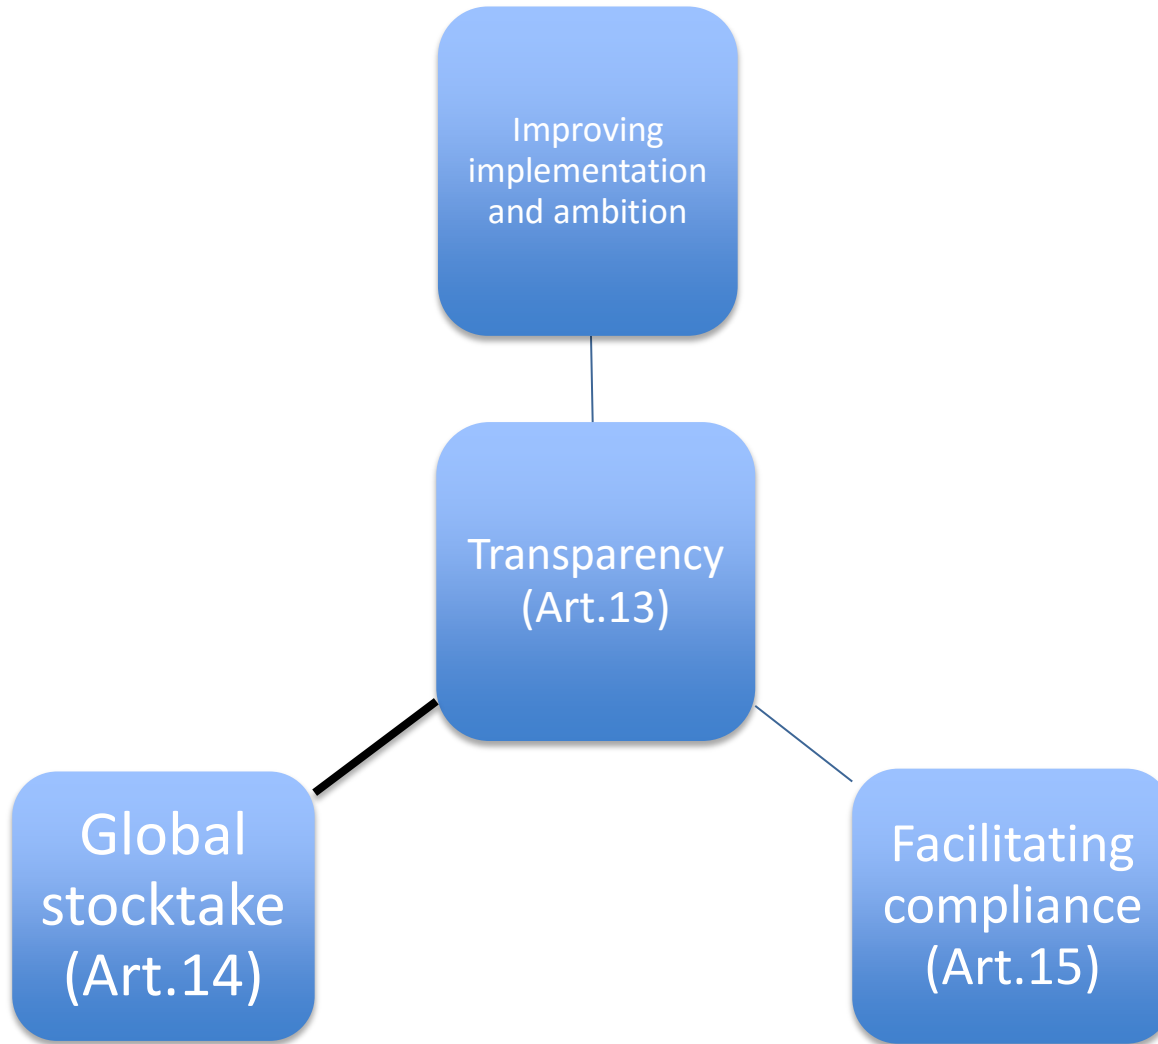 Improving
implementation
and ambition
Transparency
(Art.13)
Global
stocktake
(Art.14)
Facilitating
compliance
(Art.15)